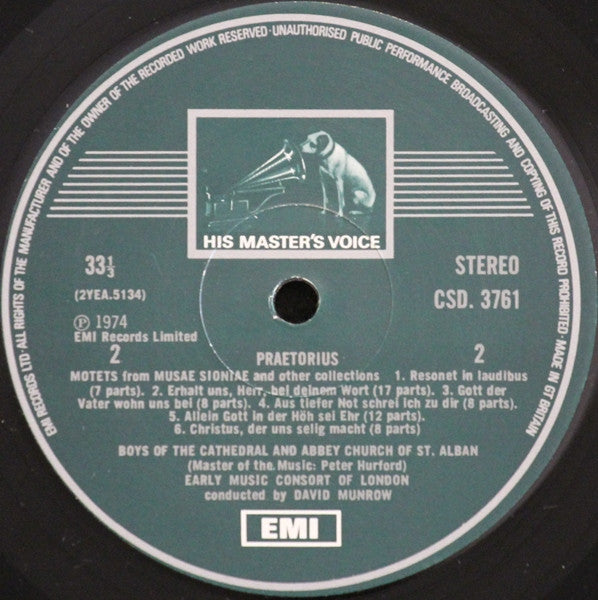 EMI RECORDS LTD·ALL RIGHTS OF THE MANUFACTURER AND OF THE OWNER OF THE RECORDED WORK RESERVED·UNAUTHORISED PUBLIC PERFORMANCE BROADCASTING AND COPYING OF THIS RECORD PROHIBITED·MADE IN GT BRITAIN
HIS MASTER'S VOICE
33⅓ STEREO
(2YEA.5134) CSD. 3761
℗ 1974
EMI Records Limited
2 PRAETORIUS 2
MOTETS from MUSAE SIONIAE and other collections 1. Resonet in laudibus
(7 parts). 2. Erhalt uns, Herr, bei deinem Wort (17 parts). 3. Gott der
Vater wohn uns bei (8 parts). 4. Aus tiefer Not schrei ich zu dir (8 parts).
5. Allein Gott in der Höh sei Ehr (12 parts).
6. Christus, der uns selig macht (8 parts)
BOYS OF THE CATHEDRAL AND ABBEY CHURCH OF ST. ALBAN
(Master of the Music: Peter Hurford)
EARLY MUSIC CONSORT OF LONDON
conducted by DAVID MUNROW
EMI